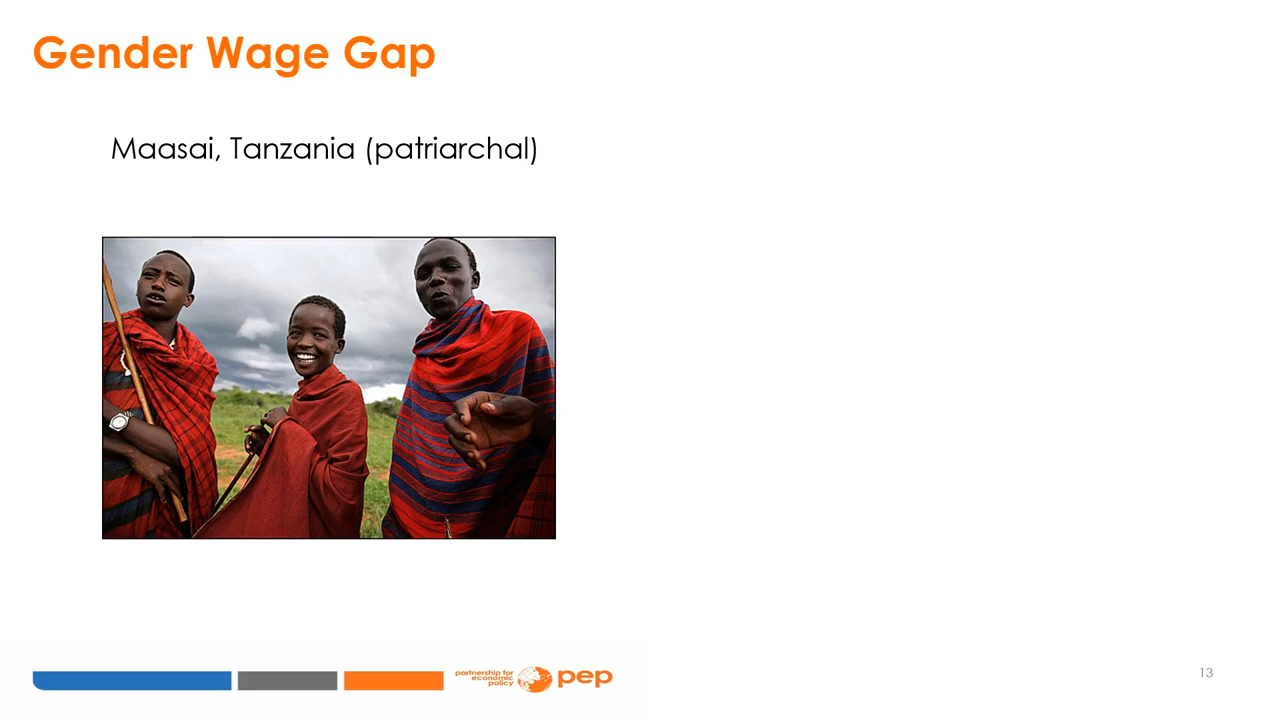 Gender Wage Gap
Maasai, Tanzania (patriarchal)
partnership for
economic
policy
pep
13